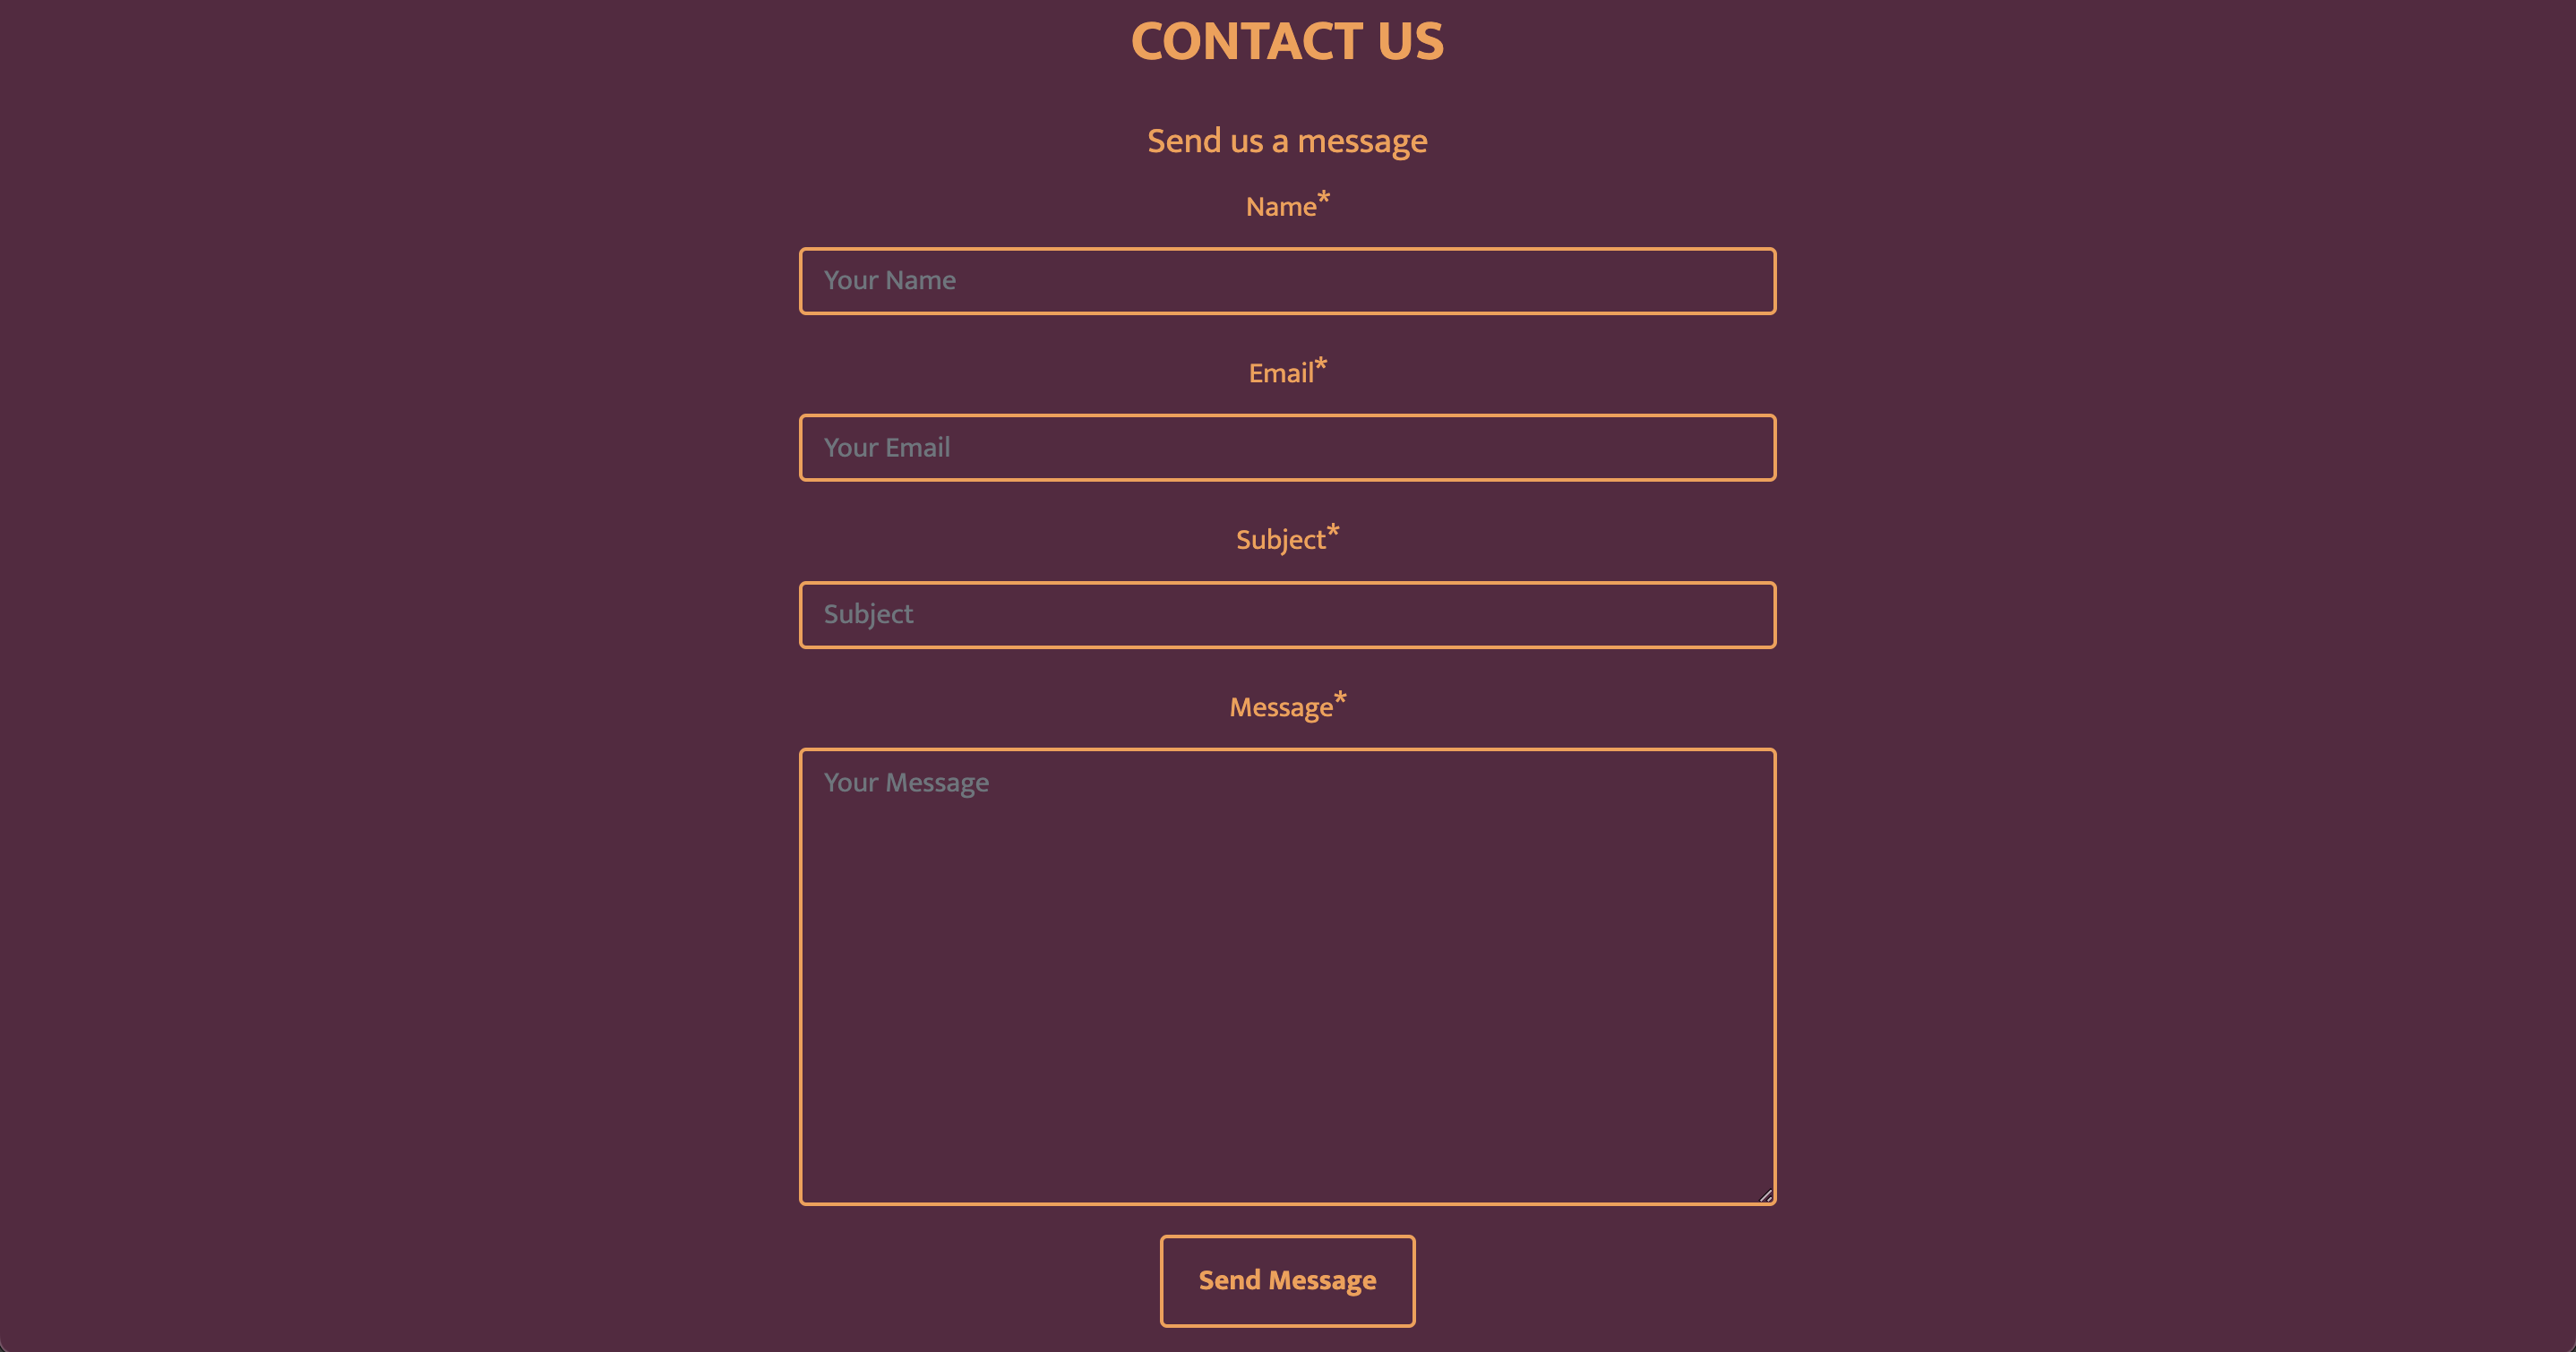 CONTACT US
Send us a message
Name*
Your Name
Email*
Your Email
Subject*
Subject
Message*
Your Message
Send Message